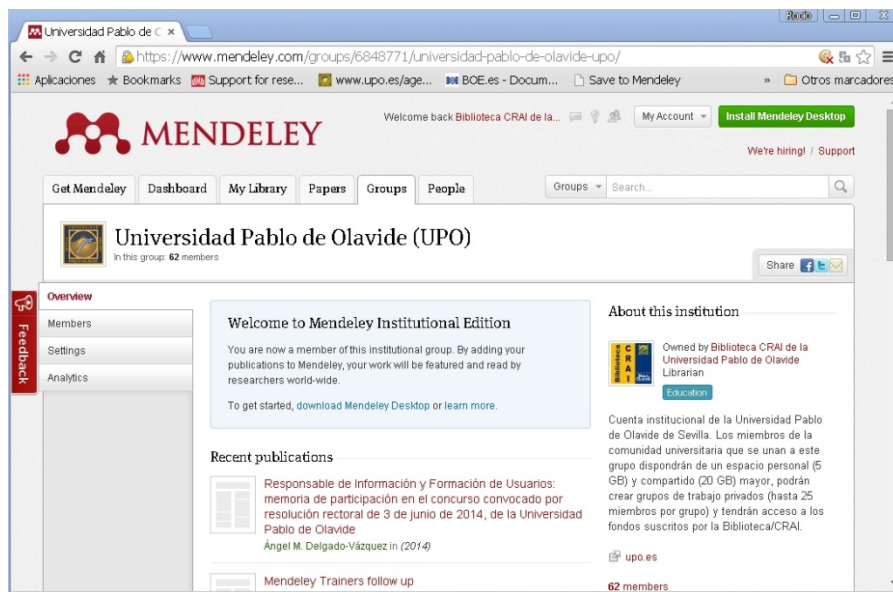 Universidad Pablo de C
Rocío
https://www.mendeley.com/groups/6848771/universidad-pablo-de-olavide-upo/
Aplicaciones
Bookmarks
Support for rese...
www.upo.es/age...
BOE.es - Docum...
Save to Mendeley
»
Otros marcadores
MENDELEY
Welcome back Biblioteca CRAI de la...
My Account
Install Mendeley Desktop
We're hiring! / Support
Get Mendeley
Dashboard
My Library
Papers
Groups
People
Groups
Search...
Universidad Pablo de Olavide (UPO)
In this group: 62 members
Share
Feedback
Overview
Members
Settings
Analytics
Welcome to Mendeley Institutional Edition
You are now a member of this institutional group. By adding your
publications to Mendeley, your work will be featured and read by
researchers world-wide.
To get started, download Mendeley Desktop or learn more.
Recent publications
Responsable de Información y Formación de Usuarios:
memoria de participación en el concurso convocado por
resolución rectoral de 3 de junio de 2014, de la Universidad
Pablo de Olavide
Ángel M. Delgado-Vázquez in (2014)
Mendeley Trainers follow up
About this institution
Biblioteca
CRAI
Owned by Biblioteca CRAI de la
Universidad Pablo de Olavide
Librarian
Education
Cuenta institucional de la Universidad Pablo
de Olavide de Sevilla. Los miembros de la
comunidad universitaria que se unan a este
grupo dispondrán de un espacio personal (5
GB) y compartido (20 GB) mayor, podrán
crear grupos de trabajo privados (hasta 25
miembros por grupo) y tendrán acceso a los
fondos suscritos por la Biblioteca/CRAI.
upo.es
62 members